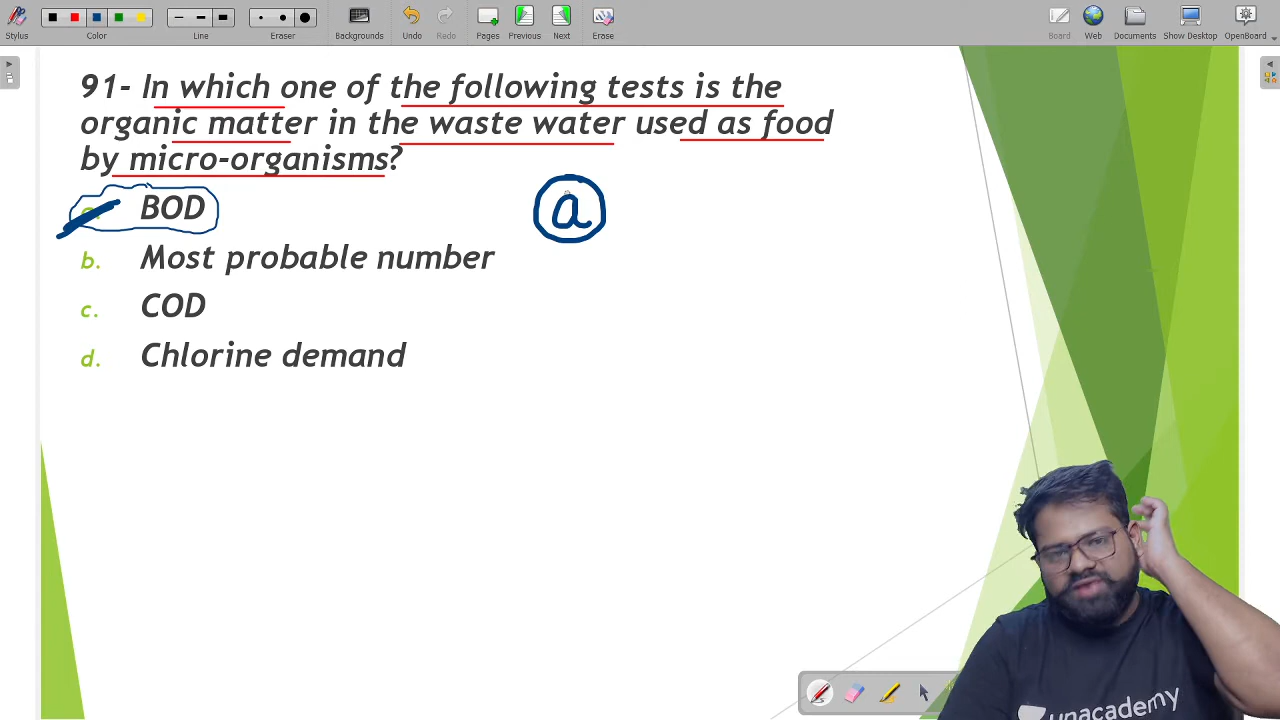 Stylus
Color
Line
Eraser
Backgrounds
Undo
Redo
Pages
Previous
Next
Erase
Board
Web
Documents
Show Desktop
OpenBoard
91- In which one of the following tests is the
organic matter in the waste water used as food
by micro-organisms?
a
BOD
b. Most probable number
c. COD
d. Chlorine demand
unacademy